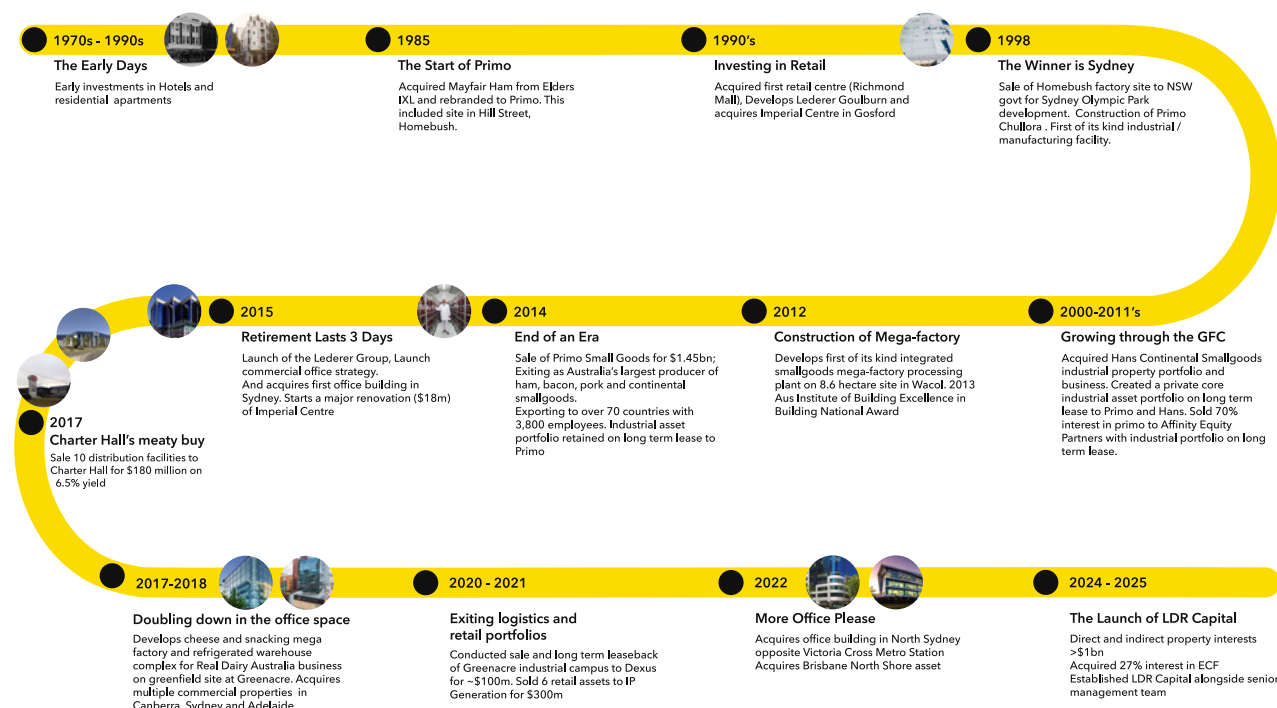 1970s - 1990s
The Early Days
Early investments in Hotels and
residential apartments
1985
The Start of Primo
Acquired Mayfair Ham from Elders
IXL and rebranded to Primo. This
included site in Hill Street,
Homebush.
1990's
Investing in Retail
Acquired first retail centre (Richmond
Mall), Develops Lederer Goulburn and
acquires Imperial Centre in Gosford
1998
The Winner is Sydney
Sale of Homebush factory site to NSW
govt for Sydney Olympic Park
development. Construction of Primo
Chullora . First of its kind industrial /
manufacturing facility.
2000-2011's
Growing through the GFC
Acquired Hans Continental Smallgoods
industrial property portfolio and
business. Created a private core
industrial asset portfolio on long term
lease to Primo and Hans. Sold 70%
interest in primo to Affinity Equity
Partners with industrial portfolio on long
term lease.
2012
Construction of Mega-factory
Develops first of its kind integrated
smallgoods mega-factory processing
plant on 8.6 hectare site in Wacol. 2013
Aus Institute of Building Excellence in
Building National Award
2014
End of an Era
Sale of Primo Small Goods for $1.45bn;
Exiting as Australia's largest producer of
ham, bacon, pork and continental
smallgoods.
Exporting to over 70 countries with
3,800 employees. Industrial asset
portfolio retained on long term lease to
Primo
2015
Retirement Lasts 3 Days
Launch of the Lederer Group, Launch
commercial office strategy.
And acquires first office building in
Sydney. Starts a major renovation ($18m)
of Imperial Centre
2017
Charter Hall's meaty buy
Sale 10 distribution facilities to
Charter Hall for $180 million on
6.5% yield
2017-2018
Doubling down in the office space
Develops cheese and snacking mega
factory and refrigerated warehouse
complex for Real Dairy Australia business
on greenfield site at Greenacre. Acquires
multiple commercial properties in
Canberra, Sydney and Adelaide
2020 - 2021
Exiting logistics and
retail portfolios
Conducted sale and long term leaseback
of Greenacre industrial campus to Dexus
for ~$100m. Sold 6 retail assets to IP
Generation for $300m
2022
More Office Please
Acquires office building in North Sydney
opposite Victoria Cross Metro Station
Acquires Brisbane North Shore asset
2024 - 2025
The Launch of LDR Capital
Direct and indirect property interests
>$1bn
Acquired 27% interest in ECF
Established LDR Capital alongside senior
management team